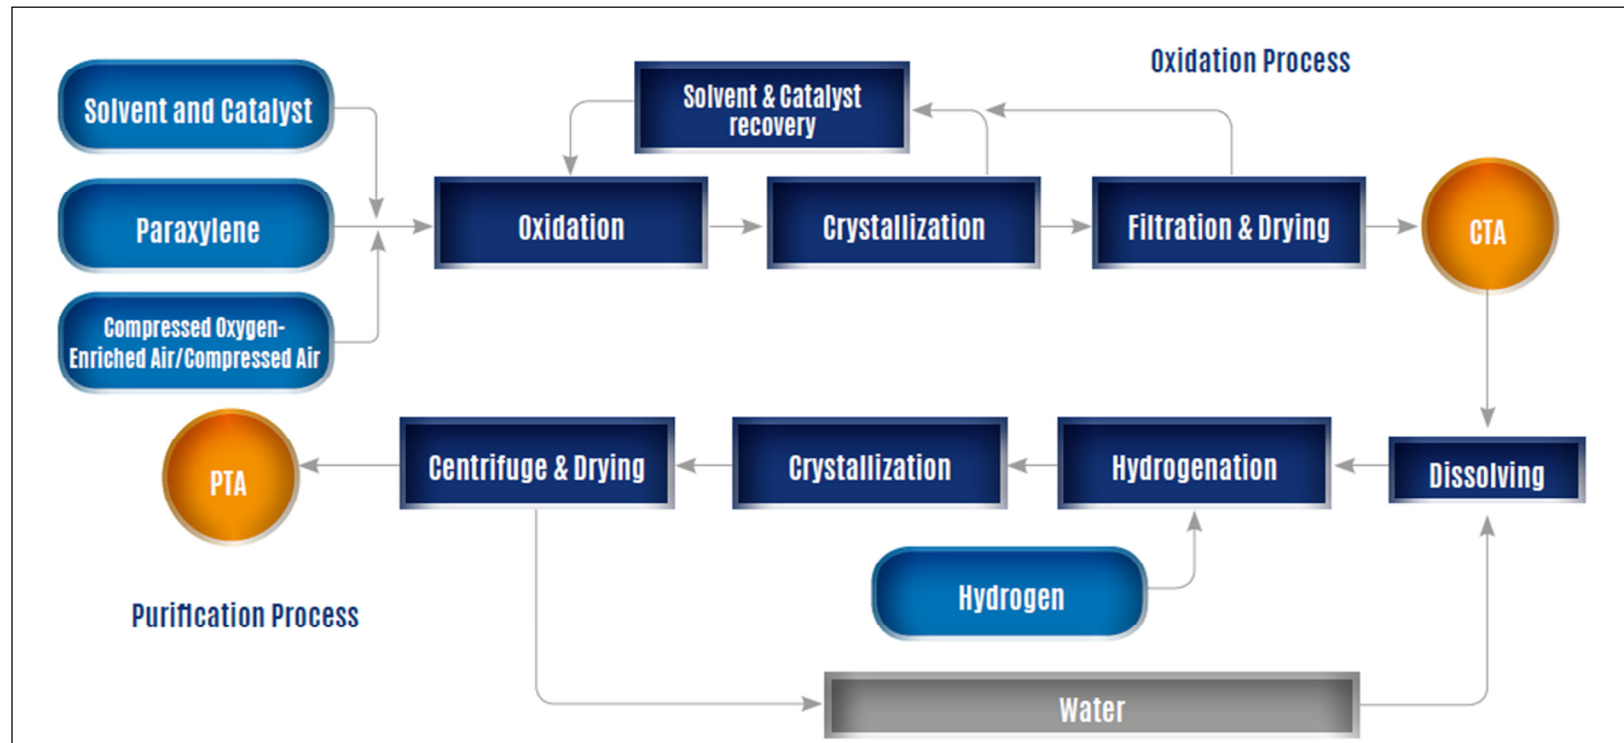 Oxidation Process
Solvent and Catalyst
Solvent & Catalyst
recovery
Paraxylene
Oxidation
Crystallization
Filtration & Drying
CTA
Compressed Oxygen-
Enriched Air/Compressed Air
PTA
Centrifuge & Drying
Crystallization
Hydrogenation
Dissolving
Hydrogen
Purification Process
Water